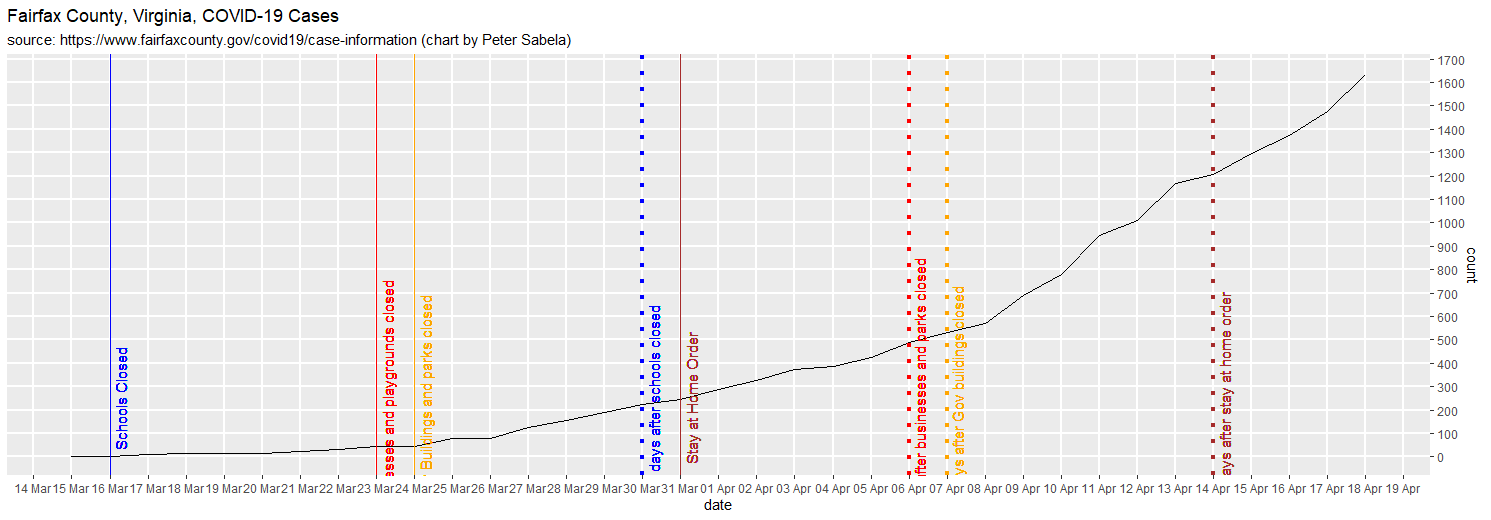 Fairfax County, Virginia, COVID-19 Cases
source: https://www.fairfaxcounty.gov/covid19/case-information (chart by Peter Sabela)
Schools Closed
and playgrounds closed
Buildings and parks closed
days after schools closed
Stay at Home Order
businesses and parks closed
after Gov buildings closed
after stay at home order
1700
1600
1500
1400
1300
1200
1100
1000
900
800
700
600
500
400
300
200
100
0
count
14 Mar 15 Mar 16 Mar 17 Mar 18 Mar 19 Mar 20 Mar 21 Mar 22 Mar 23 Mar 24 Mar 25 Mar 26 Mar 27 Mar 28 Mar 29 Mar 30 Mar 31 Mar 01 Apr 02 Apr 03 Apr 04 Apr 05 Apr 06 Apr 07 Apr 08 Apr 09 Apr 10 Apr 11 Apr 12 Apr 13 Apr 14 Apr 15 Apr 16 Apr 17 Apr 18 Apr 19 Apr
date